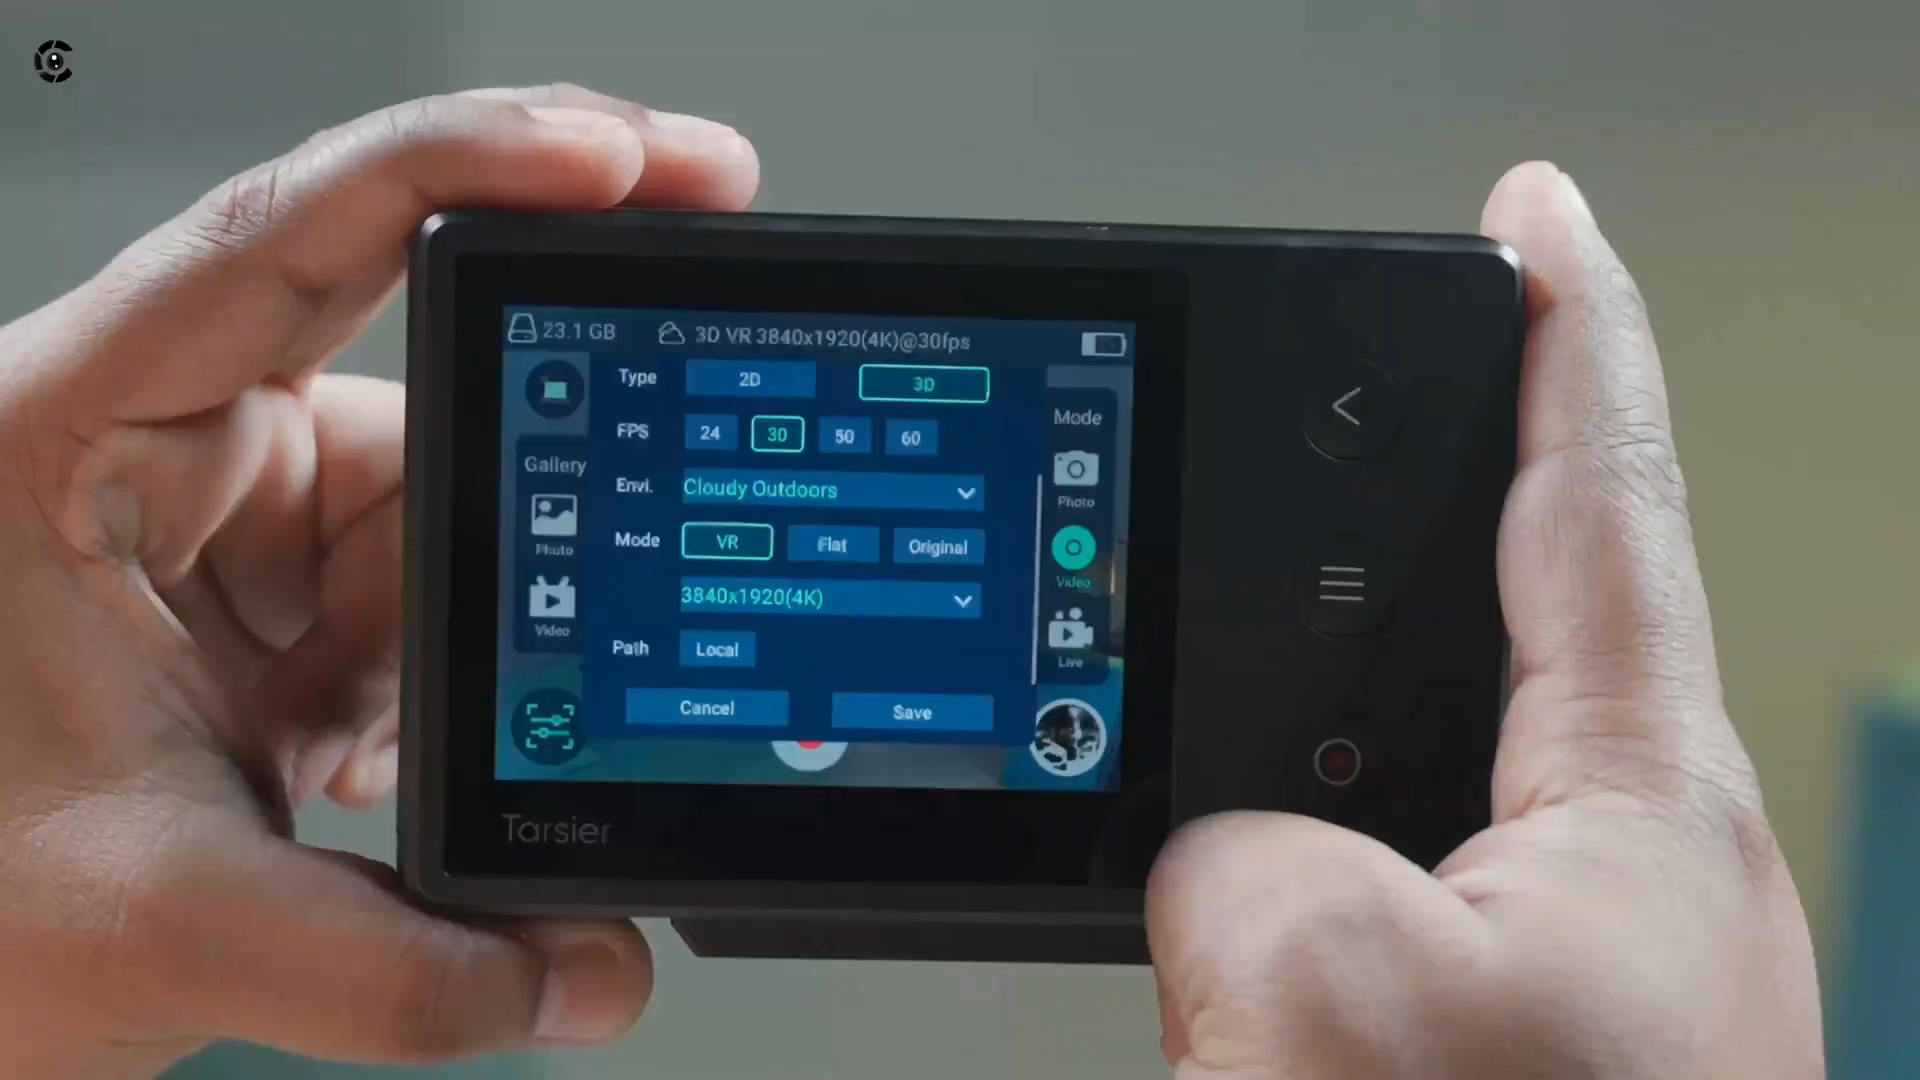 23.1 GB
3D VR 3840x1920(4K)@30fps
Type 2D 3D
FPS 24 30 50 60
Envi. Cloudy Outdoors
Mode VR Flat Original
3840x1920(4K)
Path Local
Cancel Save
Gallery
Photo
Video
Mode
Photo
Video
Live
Tarsier